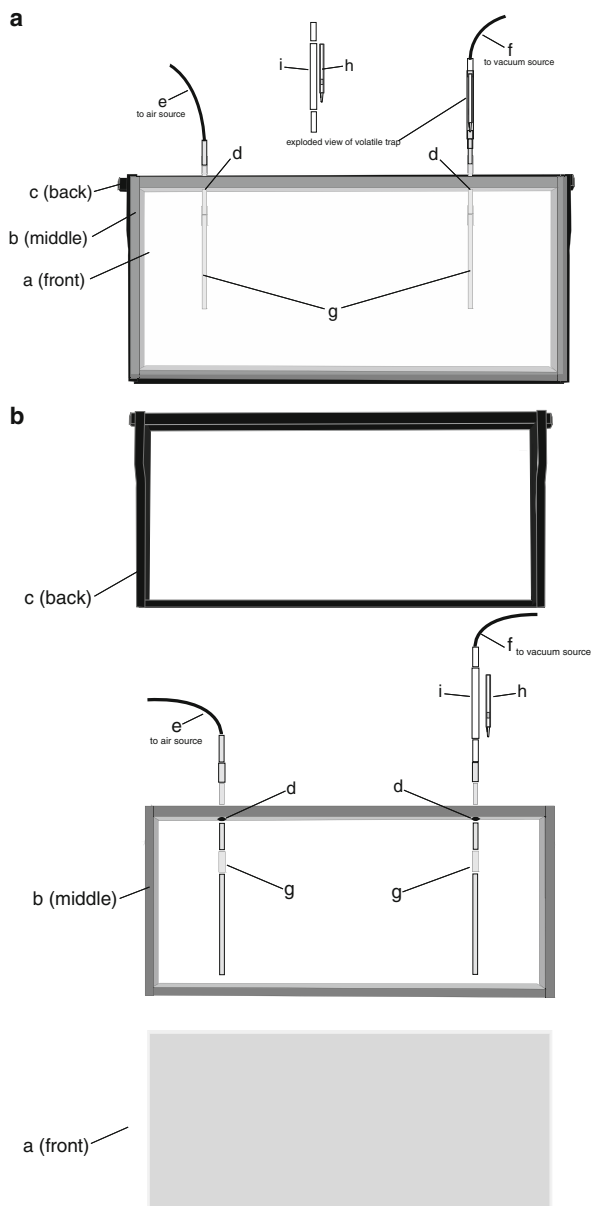 a
f
to vacuum source
i
h
e
to air source
exploded view of volatile trap
d
d
c (back)
b (middle)
a (front)
g
b
c (back)
f to vacuum source
i
h
e
to air source
d
d
g
g
b (middle)
a (front)